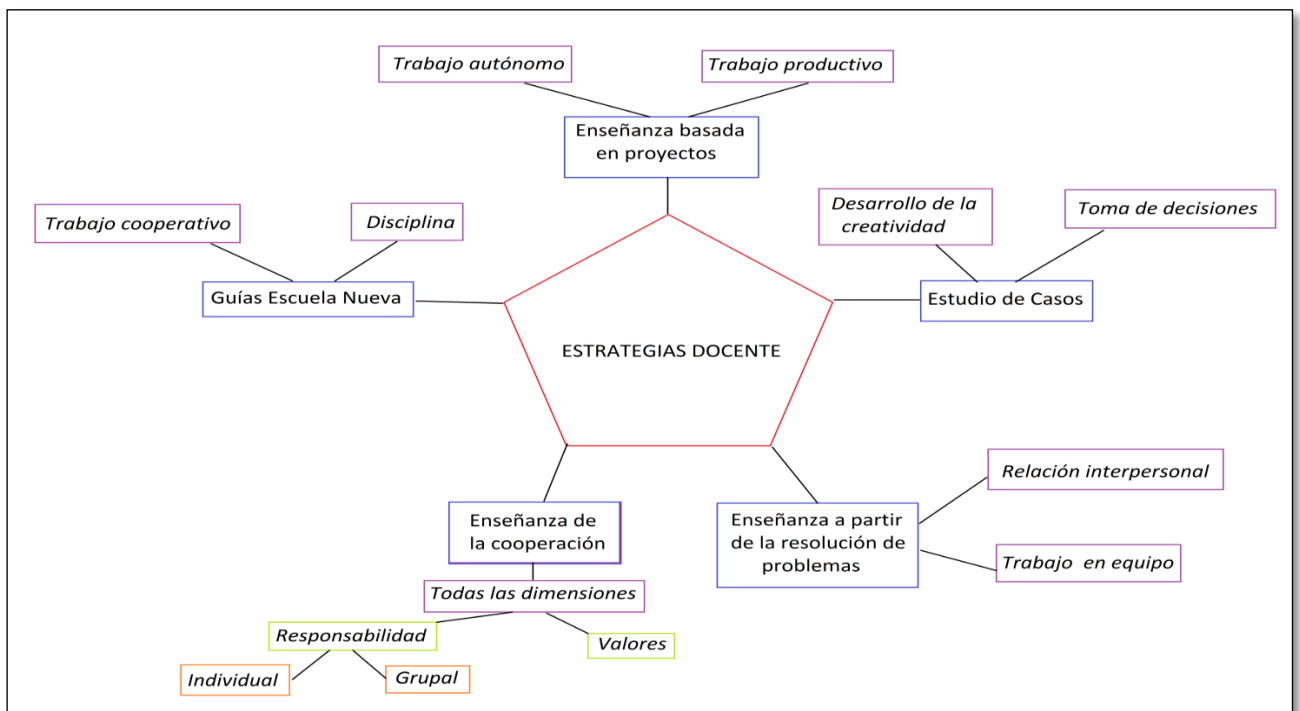 Trabajo autónomo
Trabajo productivo
Enseñanza basada
en proyectos
Trabajo cooperativo
Disciplina
Guías Escuela Nueva
Desarrollo de la
creatividad
Toma de decisiones
Estudio de Casos
ESTRATEGIAS DOCENTE
Enseñanza de
la cooperación
Todas las dimensiones
Responsabilidad
Valores
Individual
Grupal
Enseñanza a partir
de la resolución de
problemas
Relación interpersonal
Trabajo en equipo